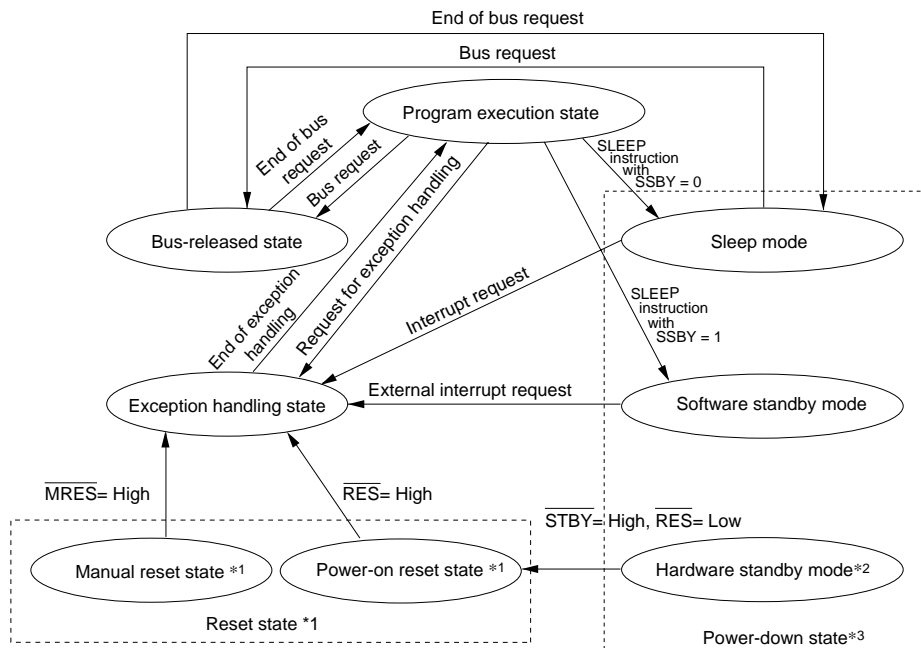 End of bus request
Bus request
Program execution state
End of bus
request
Bus request
SLEEP
instruction
with
SSBY = 0
Bus-released state
Sleep mode
End of exception
handling
Request for exception handling
Interrupt request
SLEEP
instruction
with
SSBY = 1
Exception handling state
External interrupt request
Software standby mode
MRES= High
RES= High
STBY= High, RES= Low
Manual reset state *1
Power-on reset state *1
Hardware standby mode*2
Reset state *1
Power-down state*3